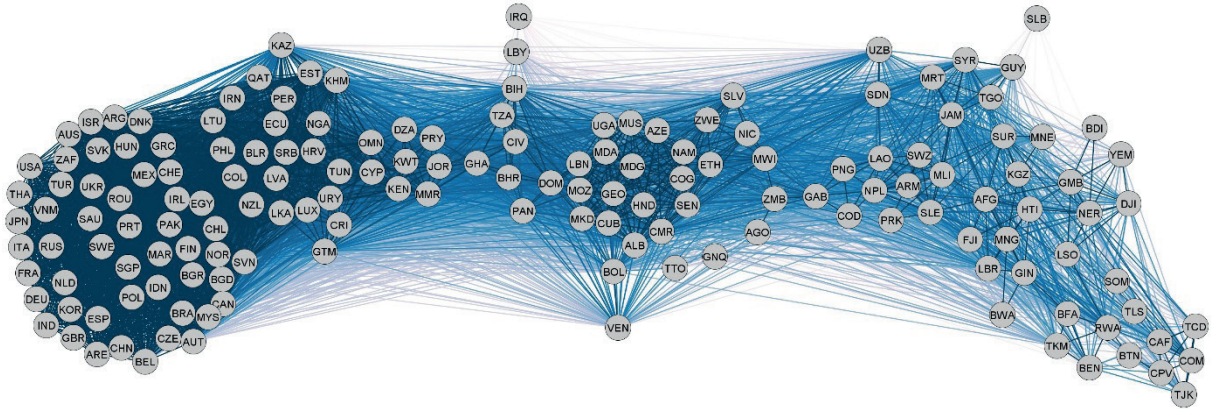 IRQ
SLB
KAZ
LBY
UZB
SYR
GUY
QAT
EST
KHM
BIH
MRT
IRN
PER
SLV
SDN
TGO
ISR
ARG
DNK
LTU
ECU
NGA
TZA
UGA
MUS
AZE
ZWE
NIC
JAM
AUS
SVK
HUN
GRC
PHL
BLR
SRB
HRV
OMN
DZA
PRY
CIV
SUR
MNE
BDI
USA
ZAF
MEX
CHE
COL
LVA
TUN
CYP
KWT
JOR
GHA
LBN
MDA
MDG
NAM
ETH
MWI
PNG
LAO
SWZ
MLI
KGZ
YEM
THA
TUR
UKR
ROU
IRL
EGY
NZL
LKA
LUX
URY
KEN
MMR
BHR
DOM
MOZ
GEO
COG
ZMB
GAB
NPL
ARM
AFG
GMB
VNM
JPN
SAU
PRT
PAK
CHL
CRI
PAN
MKD
CUB
HND
SEN
COD
PRK
SLE
HTI
NER
DJI
ITA
RUS
SWE
MAR
FIN
NOR
SVN
GTM
ALB
CMR
AGO
FJI
MNG
LSO
FRA
NLD
SGP
IDN
BGR
BGD
BOL
TTO
GNQ
LBR
GIN
SOM
DEU
KOR
POL
CAN
TLS
IND
ESP
BRA
MYS
VEN
BWA
BFA
RWA
TCD
GBR
ARE
CHN
CZE
AUT
TKM
CAF
BEL
BEN
BTN
CPV
COM
TJK